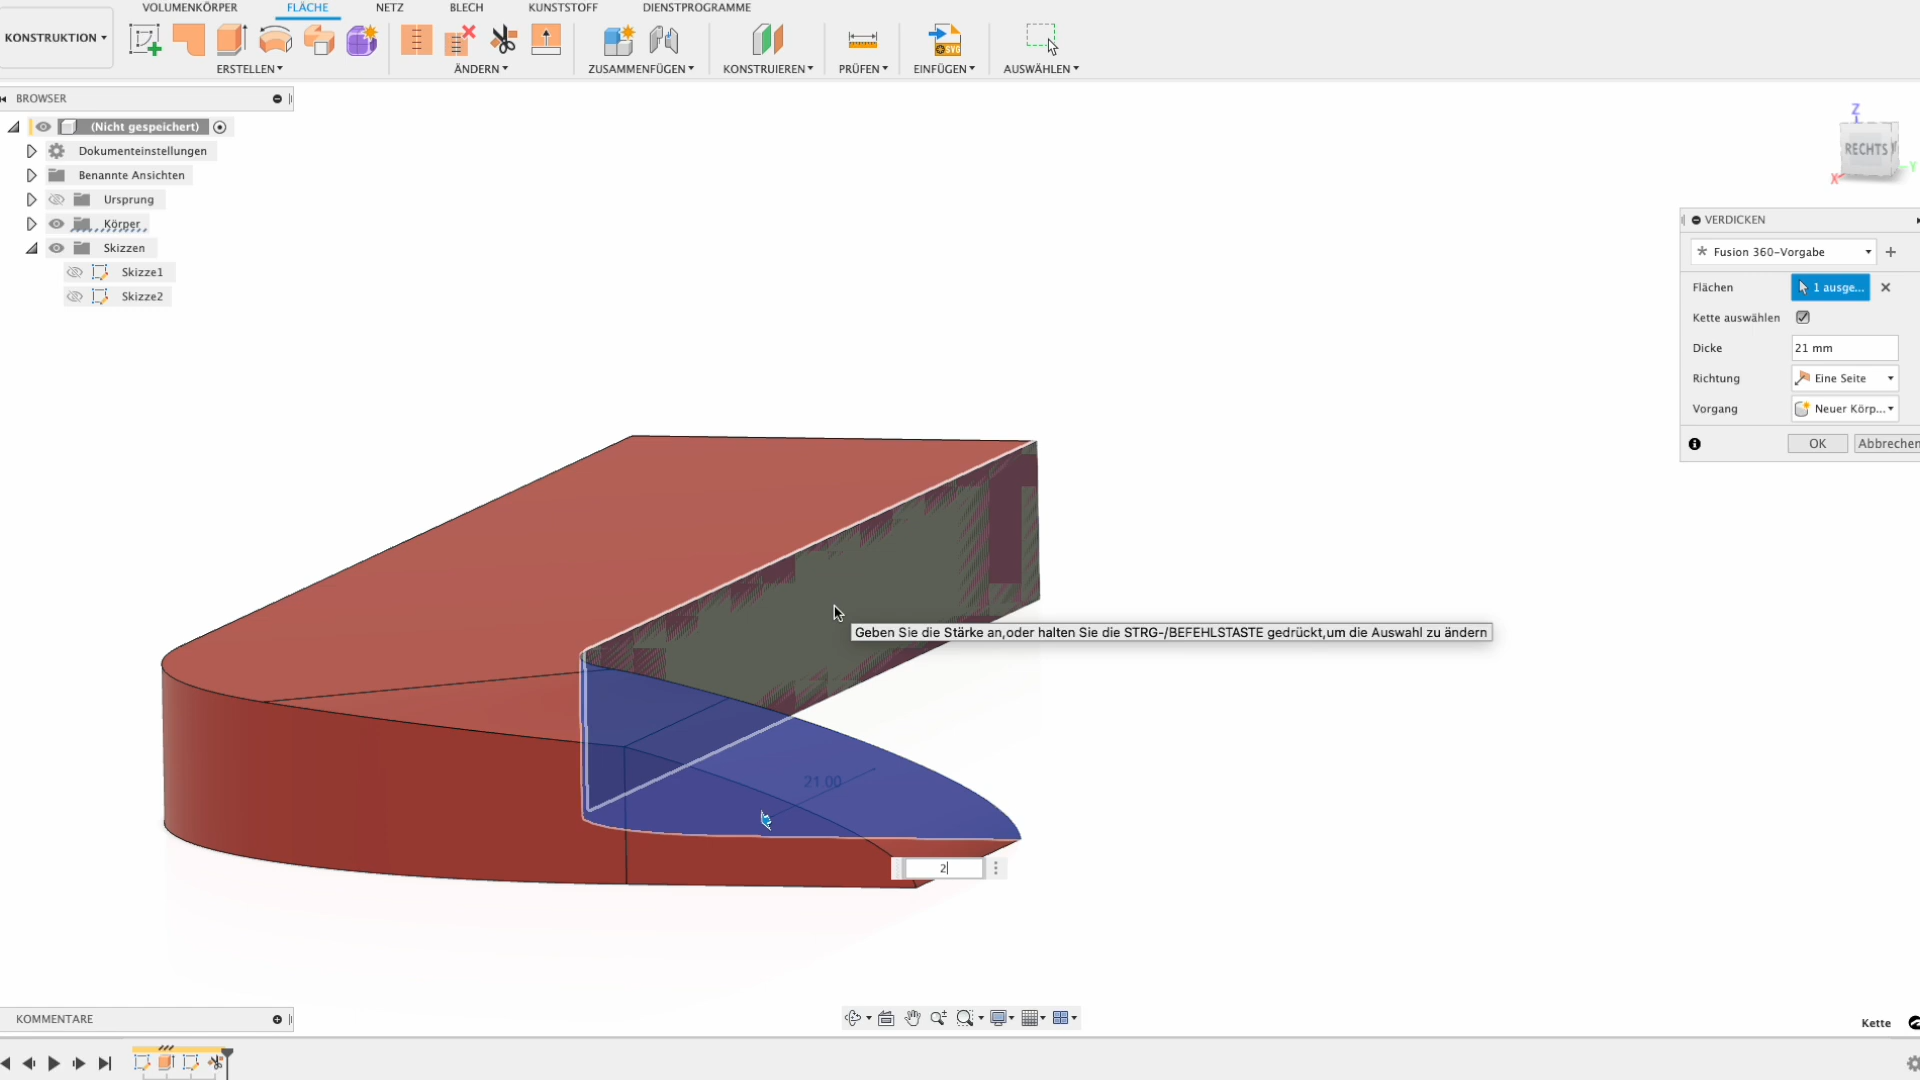 VOLUMENKÖRPER FLÄCHE NETZ BLECH KUNSTSTOFF DIENSTPROGRAMME
KONSTRUKTION
SVG
ERSTELLEN ÄNDERN ZUSAMMENFÜGEN KONSTRUIEREN PRÜFEN EINFÜGEN AUSWÄHLEN
BROWSER
(Nicht gespeichert)
Dokumenteinstellungen
Benannte Ansichten
Ursprung
Körper
Skizzen
Skizze1
Skizze2
Z
RECHTS
X
Y
VERDICKEN
Fusion 360-Vorgabe
Flächen 1 ausge...
Kette auswählen
Dicke 21 mm
Richtung Eine Seite
Vorgang Neuer Körp...
OK Abbrechen
Geben Sie die Stärke an,oder halten Sie die STRG-/BEFEHLSTASTE gedrückt,um die Auswahl zu ändern
21.00
2
KOMMENTARE
Kette